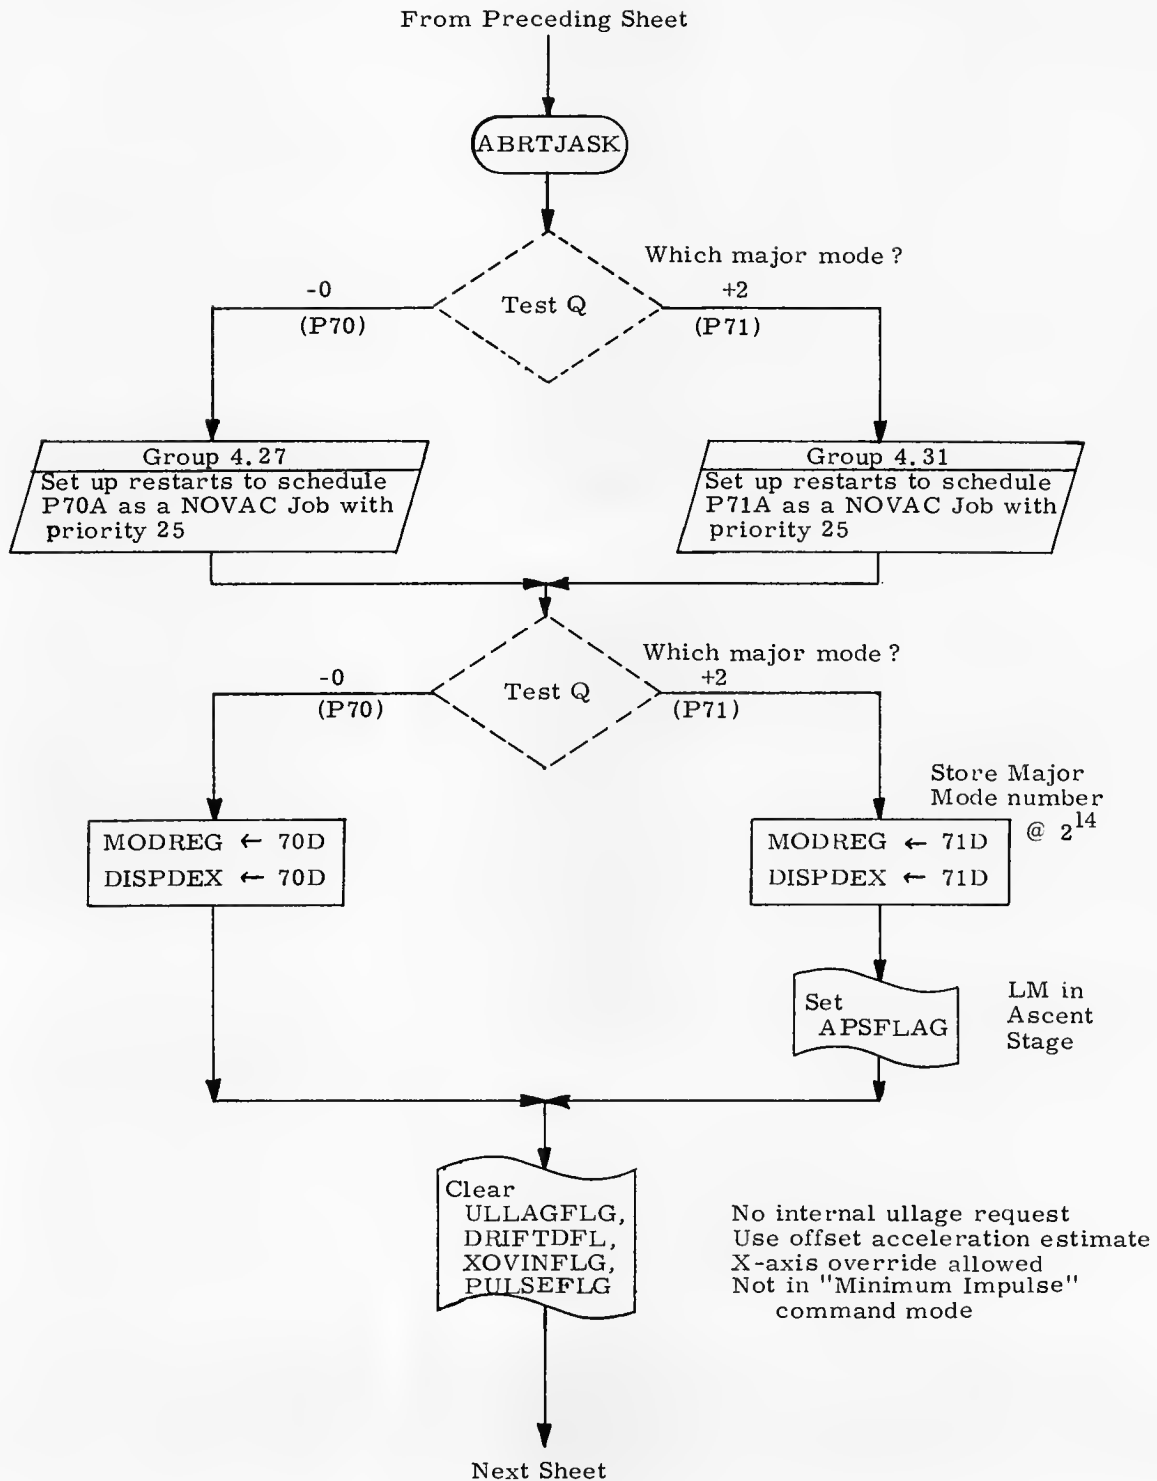 From Preceding Sheet
ABRTJASK
Which major mode ?
-0
Test Q
+2
(P70)
(P71)
Group 4.27
Set up restarts to schedule
P70A as a NOVAC Job with
priority 25
Group 4.31
Set up restarts to schedule
P71A as a NOVAC Job with
priority 25
Which major mode ?
-0
Test Q
+2
(P70)
(P71)
Store Major
Mode number
@ 2^14
MODREG ← 70D
DISPDEX ← 70D
MODREG ← 71D
DISPDEX ← 71D
Set
APSFLAG
LM in
Ascent
Stage
Clear
ULLAGFLG,
DRIFTDFL,
XOVINFLG,
PULSEFLG
No internal ullage request
Use offset acceleration estimate
X-axis override allowed
Not in "Minimum Impulse"
command mode
Next Sheet